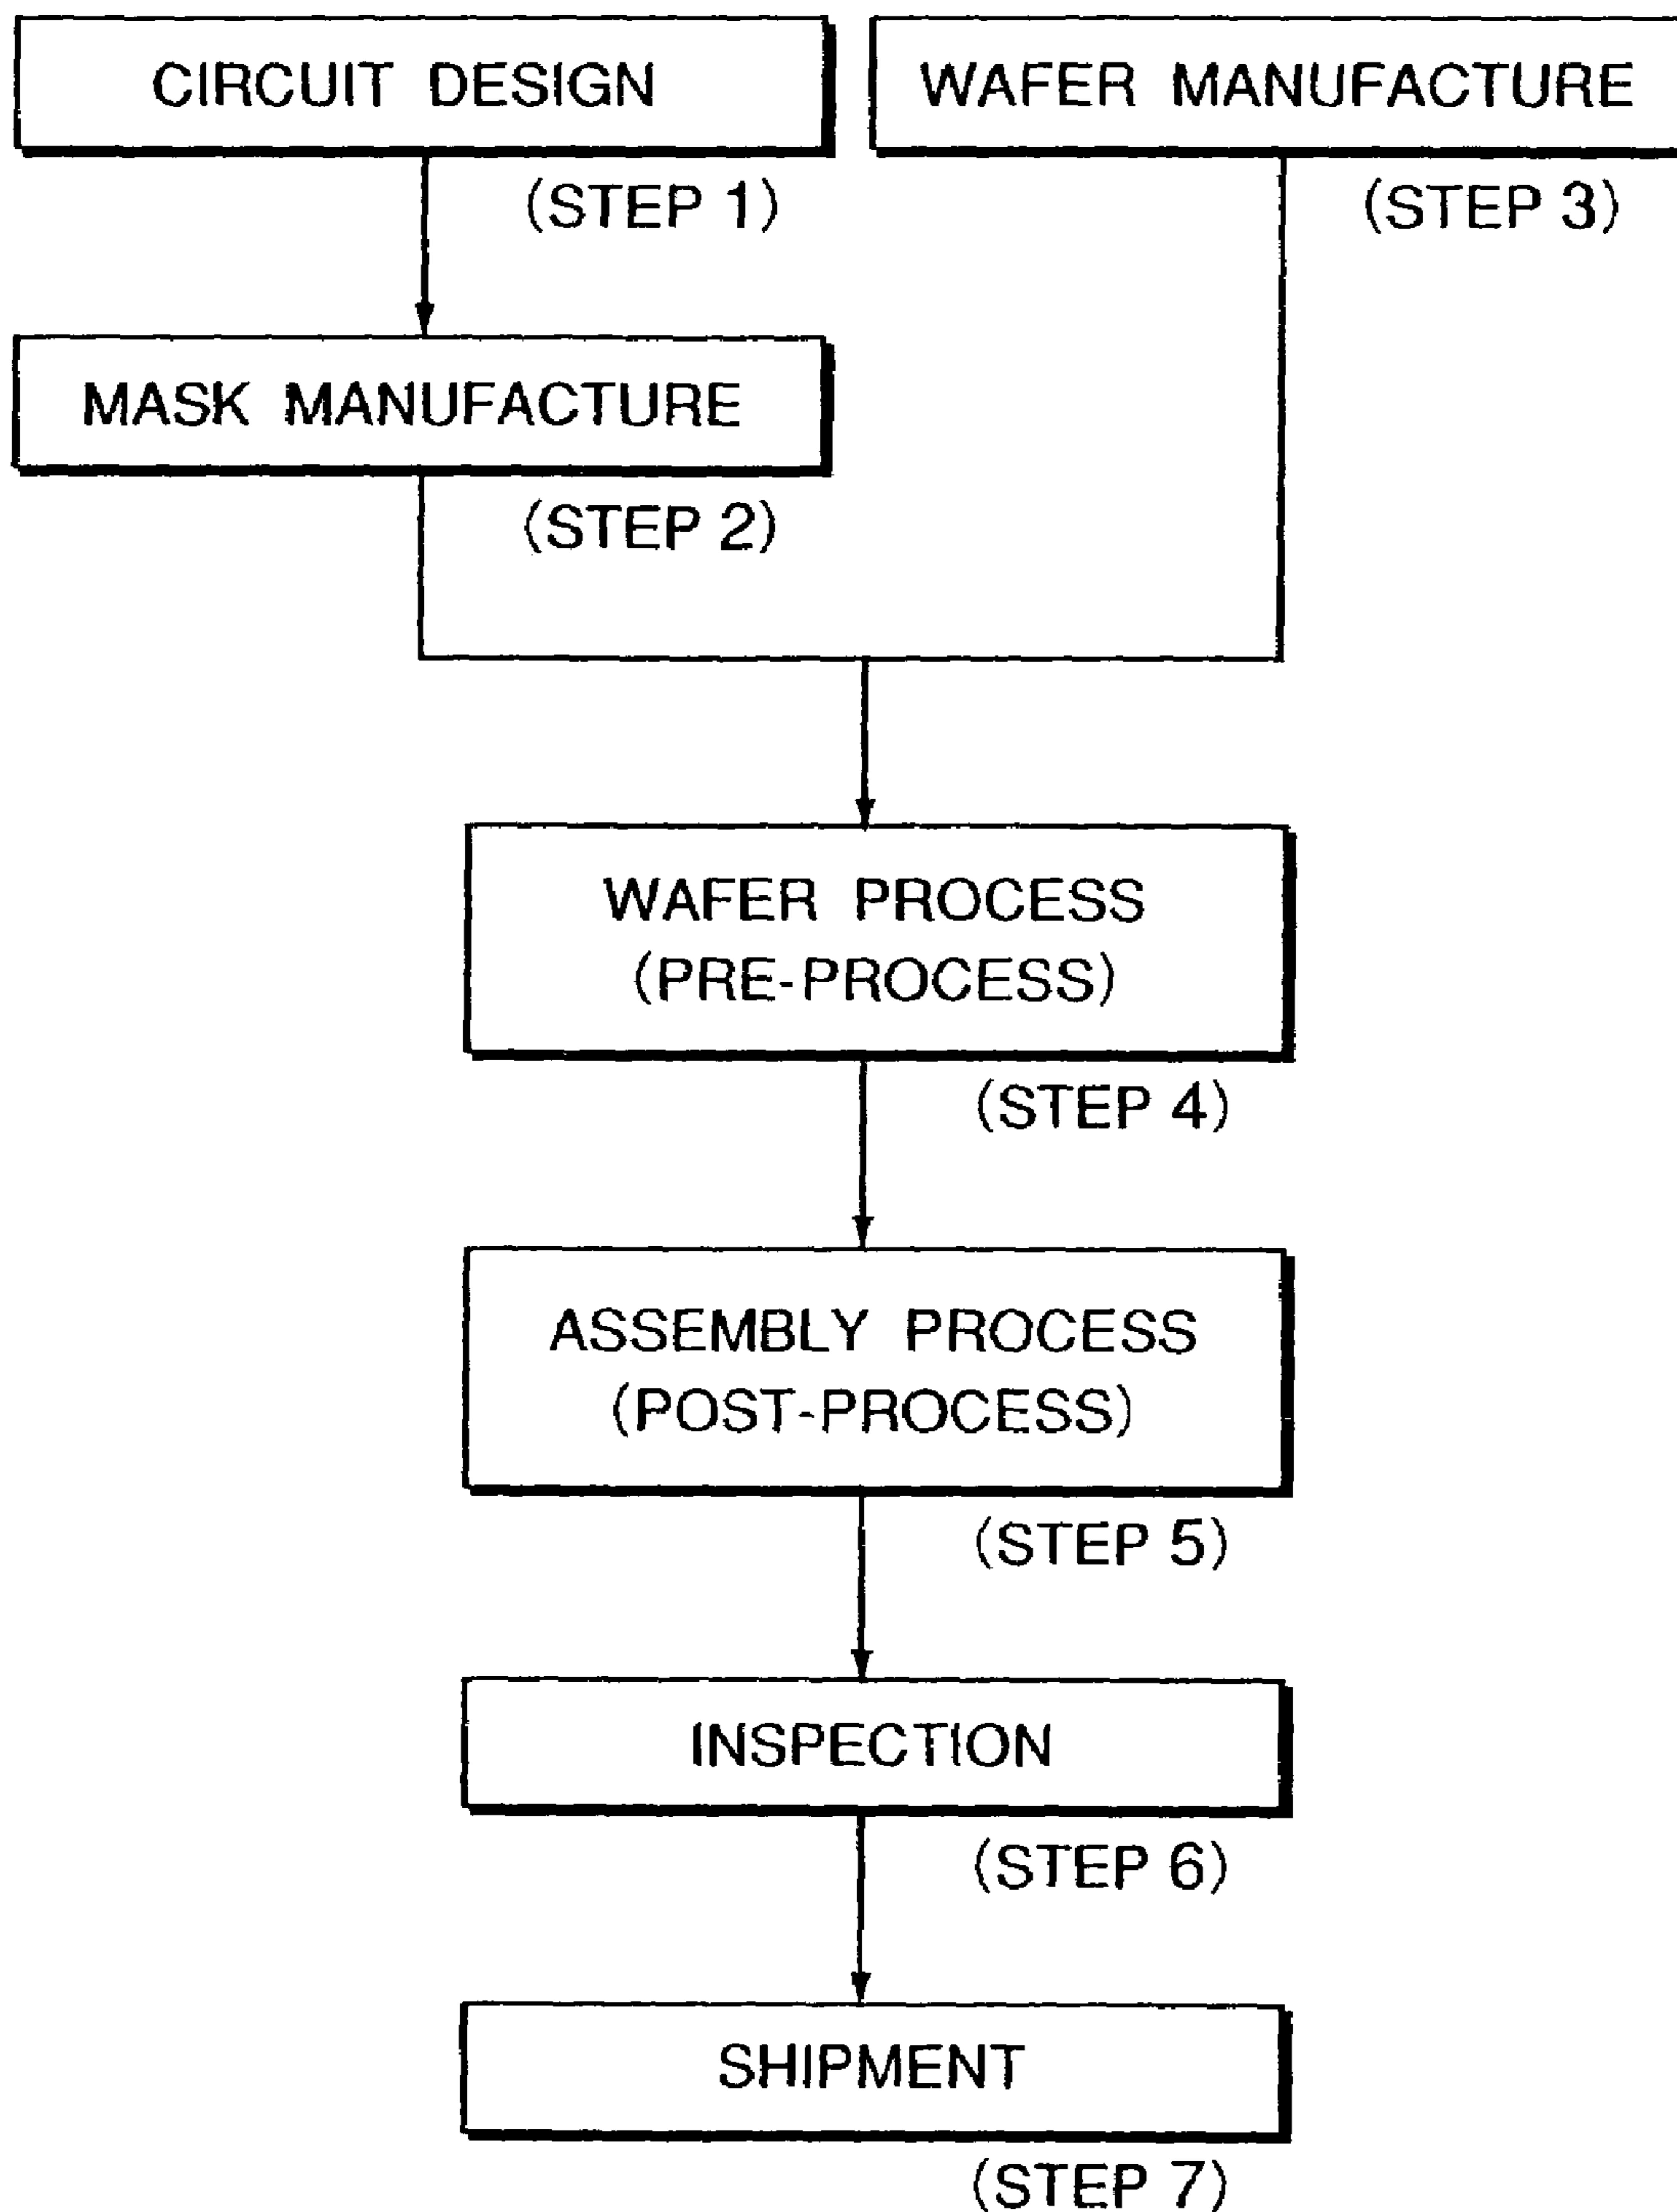 CIRCUIT DESIGN
(STEP 1)
MASK MANUFACTURE
(STEP 2)
WAFER MANUFACTURE
(STEP 3)
WAFER PROCESS
(PRE-PROCESS)
(STEP 4)
ASSEMBLY PROCESS
(POST-PROCESS)
(STEP 5)
INSPECTION
(STEP 6)
SHIPMENT
(STEP 7)